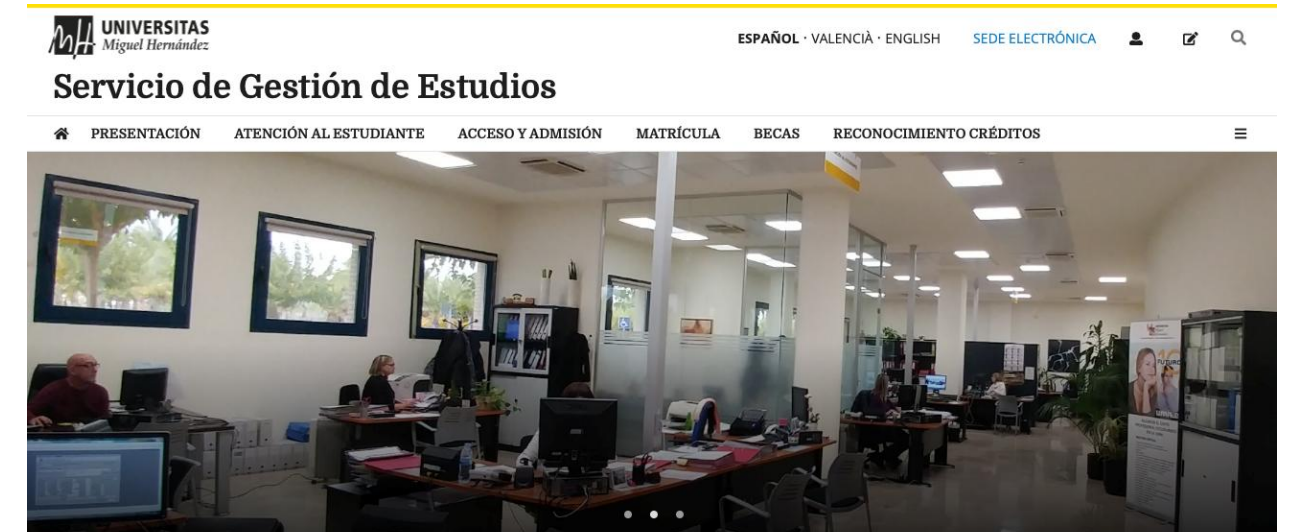 UNIVERSITAS
Miguel Hernández
ESPAÑOL · VALENCIÀ · ENGLISH SEDE ELECTRÓNICA
Servicio de Gestión de Estudios
PRESENTACIÓN ATENCIÓN AL ESTUDIANTE ACCESO Y ADMISIÓN MATRÍCULA BECAS RECONOCIMIENTO CRÉDITOS